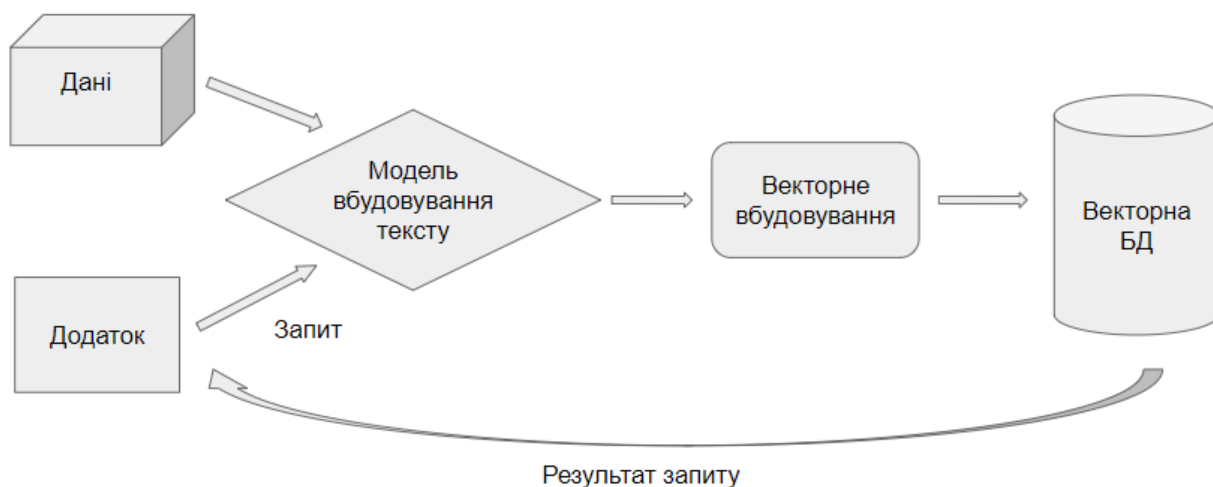 Дані
Модель
вбудовування
тексту
Векторне
вбудовування
Векторна
БД
Додаток
Запит
Результат запиту